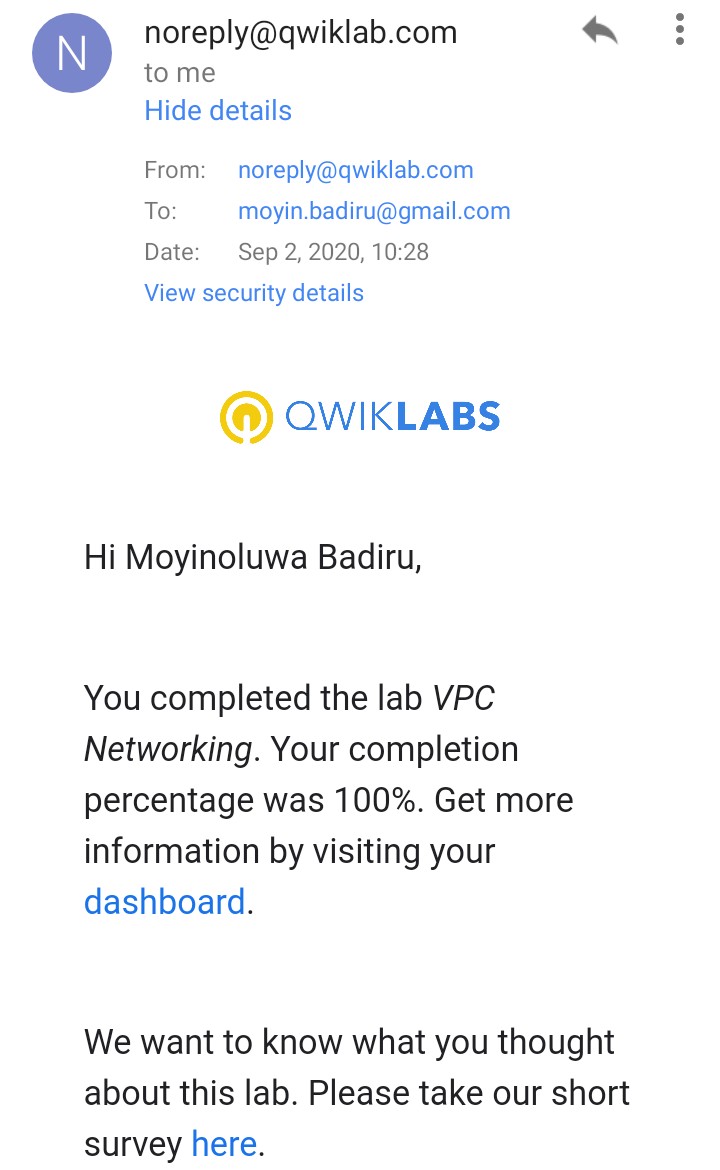 N
noreply@qwiklab.com
to me
Hide details
From: noreply@qwiklab.com
To: moyin.badiru@gmail.com
Date: Sep 2, 2020, 10:28
View security details
QWIKLABS
Hi Moyinoluwa Badiru,
You completed the lab VPC
Networking. Your completion
percentage was 100%. Get more
information by visiting your
dashboard.
We want to know what you thought
about this lab. Please take our short
survey here.